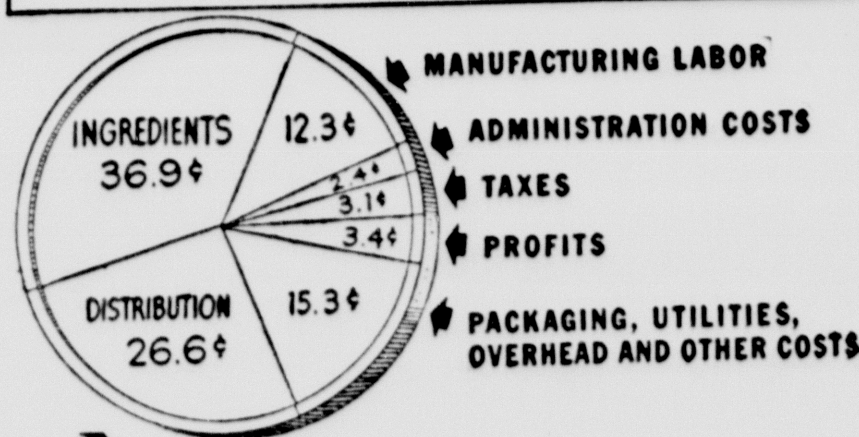 INGREDIENTS
36.9¢
12.3¢
MANUFACTURING LABOR
2.4¢
ADMINISTRATION COSTS
3.1¢
TAXES
3.4¢
PROFITS
DISTRIBUTION
26.6¢
15.3¢
PACKAGING, UTILITIES,
OVERHEAD AND OTHER COSTS